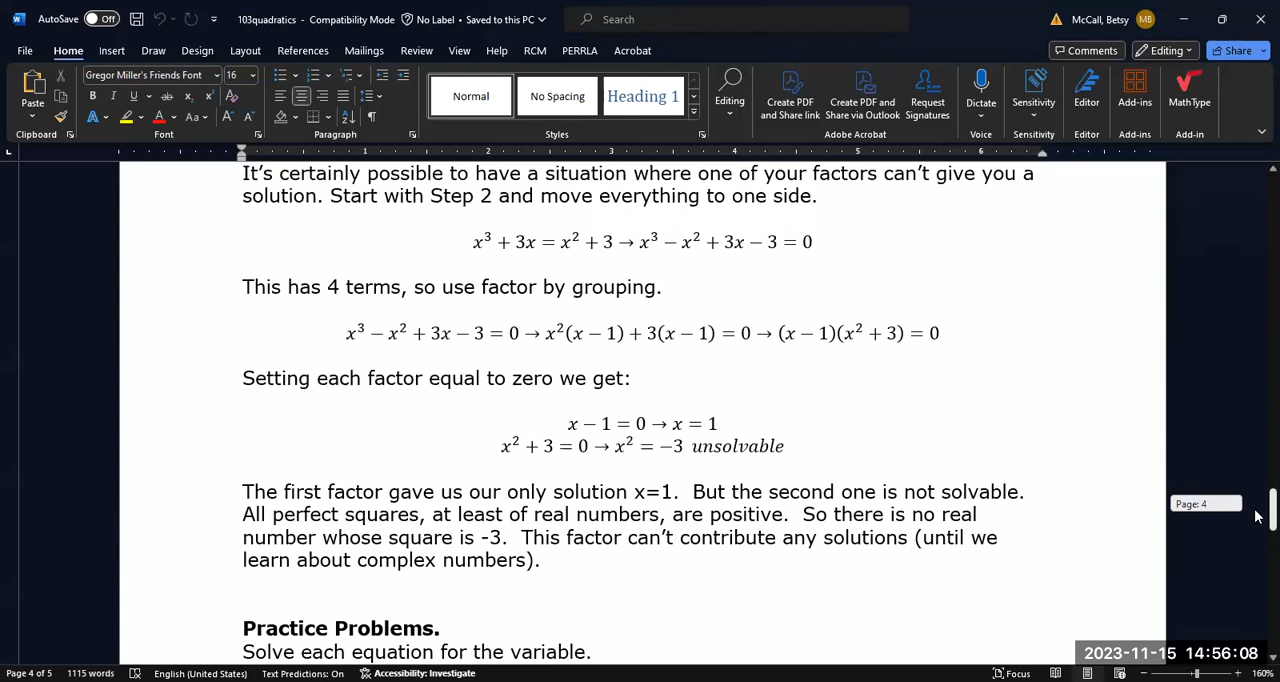 AutoSave Off 103quadratics - Compatibility Mode No Label • Saved to this PC Search McCall, Betsy MB
File Home Insert Draw Design Layout References Mailings Review View Help RCM PERRLA Acrobat Comments Editing Share
Gregor Miller's Friends Font 16
Paste Normal No Spacing Heading 1 Editing Create PDF and Share link Create PDF and Share via Outlook Request Signatures Dictate Sensitivity Editor Add-ins MathType
Clipboard Font Paragraph Styles Adobe Acrobat Voice Sensitivity Editor Add-ins Add-in
1 2 3 4 5 6
It's certainly possible to have a situation where one of your factors can't give you a
solution. Start with Step 2 and move everything to one side.
x³ + 3x = x² + 3 → x³ − x² + 3x − 3 = 0
This has 4 terms, so use factor by grouping.
x³ − x² + 3x − 3 = 0 → x²(x − 1) + 3(x − 1) = 0 → (x − 1)(x² + 3) = 0
Setting each factor equal to zero we get:
x − 1 = 0 → x = 1
x² + 3 = 0 → x² = −3 unsolvable
The first factor gave us our only solution x=1. But the second one is not solvable.
Page: 4
All perfect squares, at least of real numbers, are positive. So there is no real
number whose square is -3. This factor can't contribute any solutions (until we
learn about complex numbers).
Practice Problems.
Solve each equation for the variable.
2023-11-15 14:56:08
Page 4 of 5 1115 words English (United States) Text Predictions: On Accessibility: Investigate Focus 160%